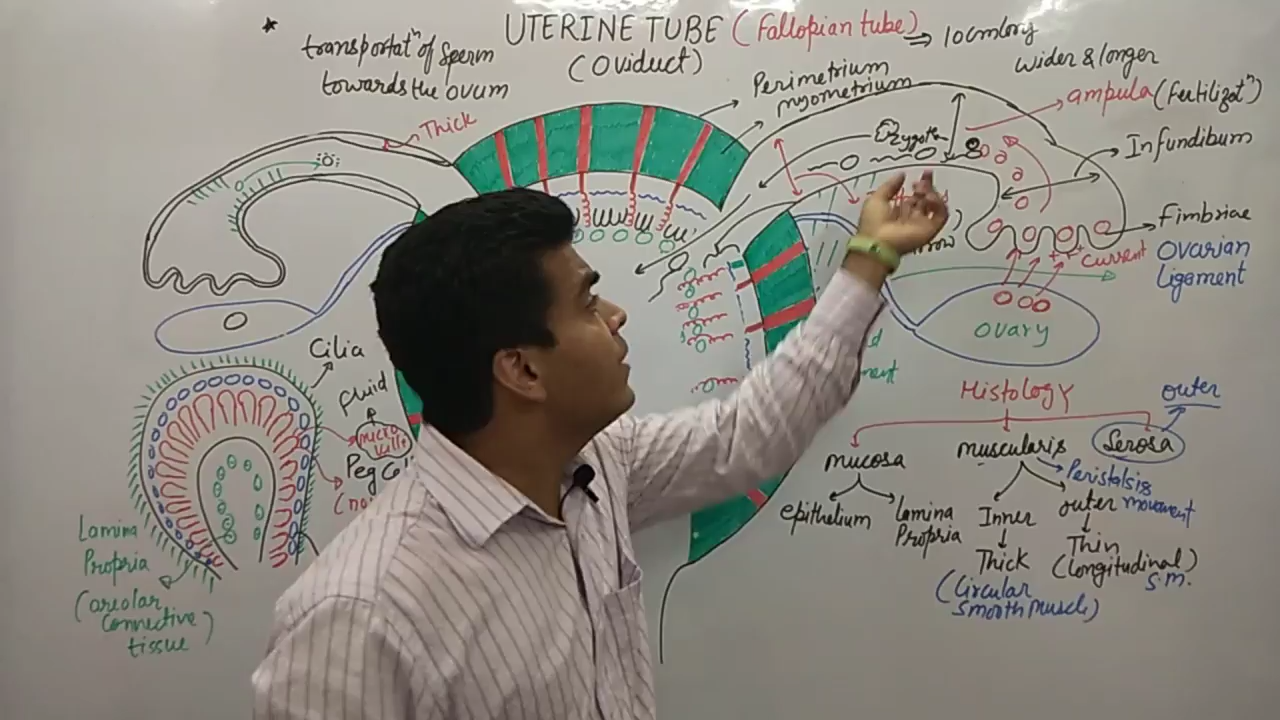 UTERINE TUBE (Fallopian tube) ⇒ 10cm long
(Oviduct)
* transportatⁿ of sperm
towards the ovum
Thick
Perimetrium
myometrium
wider & longer
ampula (fertilizatⁿ)
Infundibum
Zygote
Fimbriae
Ovarian
Ligament
current
ovary
Cilia
fluid
micro
villi
Peg Cell
Lamina
Propria
(areolar
connective
tissue)
Histology
outer
mucosa
muscularis
Serosa
epithelium
lamina
Propria
Peristalsis
movement
Inner
outer
Thick
(Circular
smooth muscle)
Thin
(longitudinal)
s.m.